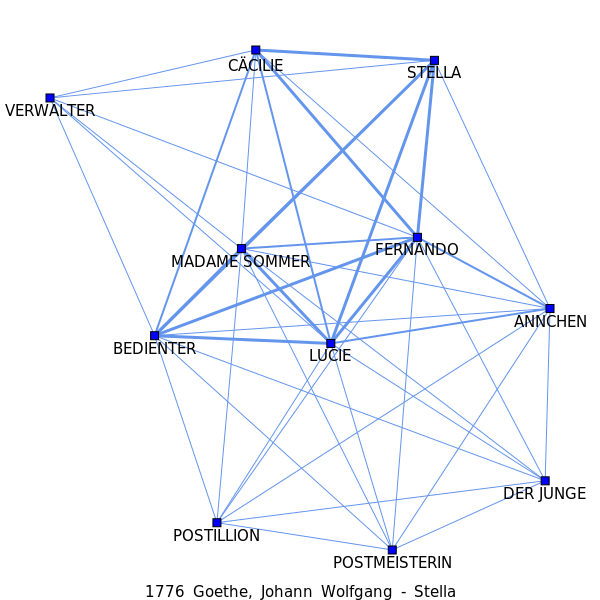 CÄCILIE
STELLA
VERWALTER
MADAME SOMMER
FERNANDO
ANNCHEN
BEDIENTER
LUCIE
DER JUNGE
POSTILLION
POSTMEISTERIN
1776 Goethe, Johann Wolfgang - Stella